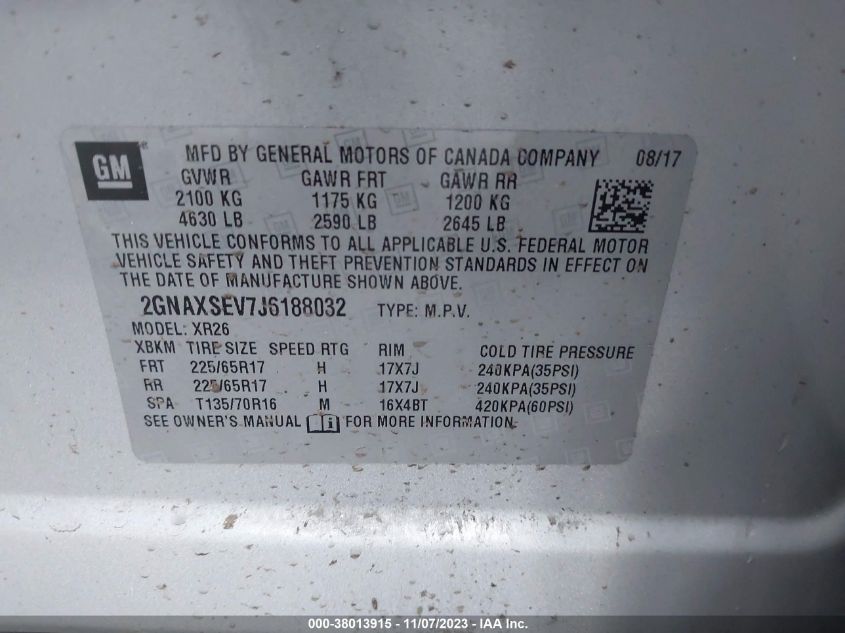 GM MFD BY GENERAL MOTORS OF CANADA COMPANY 08/17
GVWR GAWR FRT GAWR RR
2100 KG 1175 KG 1200 KG
4630 LB 2590 LB 2645 LB
THIS VEHICLE CONFORMS TO ALL APPLICABLE U.S. FEDERAL MOTOR
VEHICLE SAFETY AND THEFT PREVENTION STANDARDS IN EFFECT ON
THE DATE OF MANUFACTURE SHOWN ABOVE.
2GNAXSEV7J6188032 TYPE: M.P.V.
MODEL: XR26
XBKM TIRE SIZE SPEED RTG RIM COLD TIRE PRESSURE
FRT 225/65R17 H 17X7J 240KPA(35PSI)
RR 225/65R17 H 17X7J 240KPA(35PSI)
SPA T135/70R16 M 16X4BT 420KPA(60PSI)
SEE OWNER'S MANUAL i FOR MORE INFORMATION.
000-38013915 - 11/07/2023 - IAA Inc.